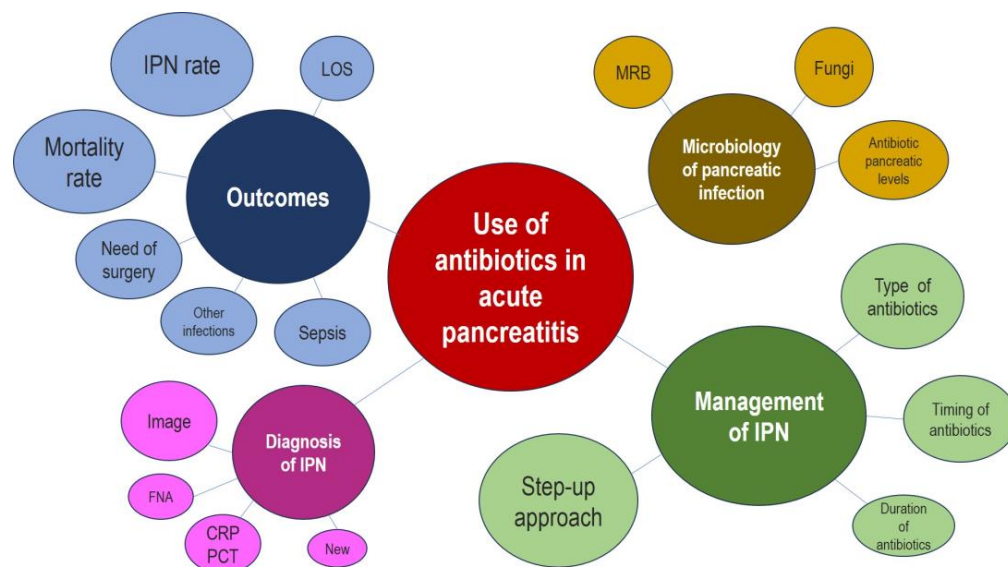 IPN rate
LOS
Mortality
rate
Outcomes
Need of
surgery
Other
infections
Sepsis
MRB
Fungi
Microbiology
of pancreatic
infection
Antibiotic
pancreatic
levels
Use of
antibiotics in
acute
pancreatitis
Image
Diagnosis
of IPN
FNA
CRP
PCT
New
Type of
antibiotics
Management
of IPN
Timing of
antibiotics
Step-up
approach
Duration
of
antibiotics